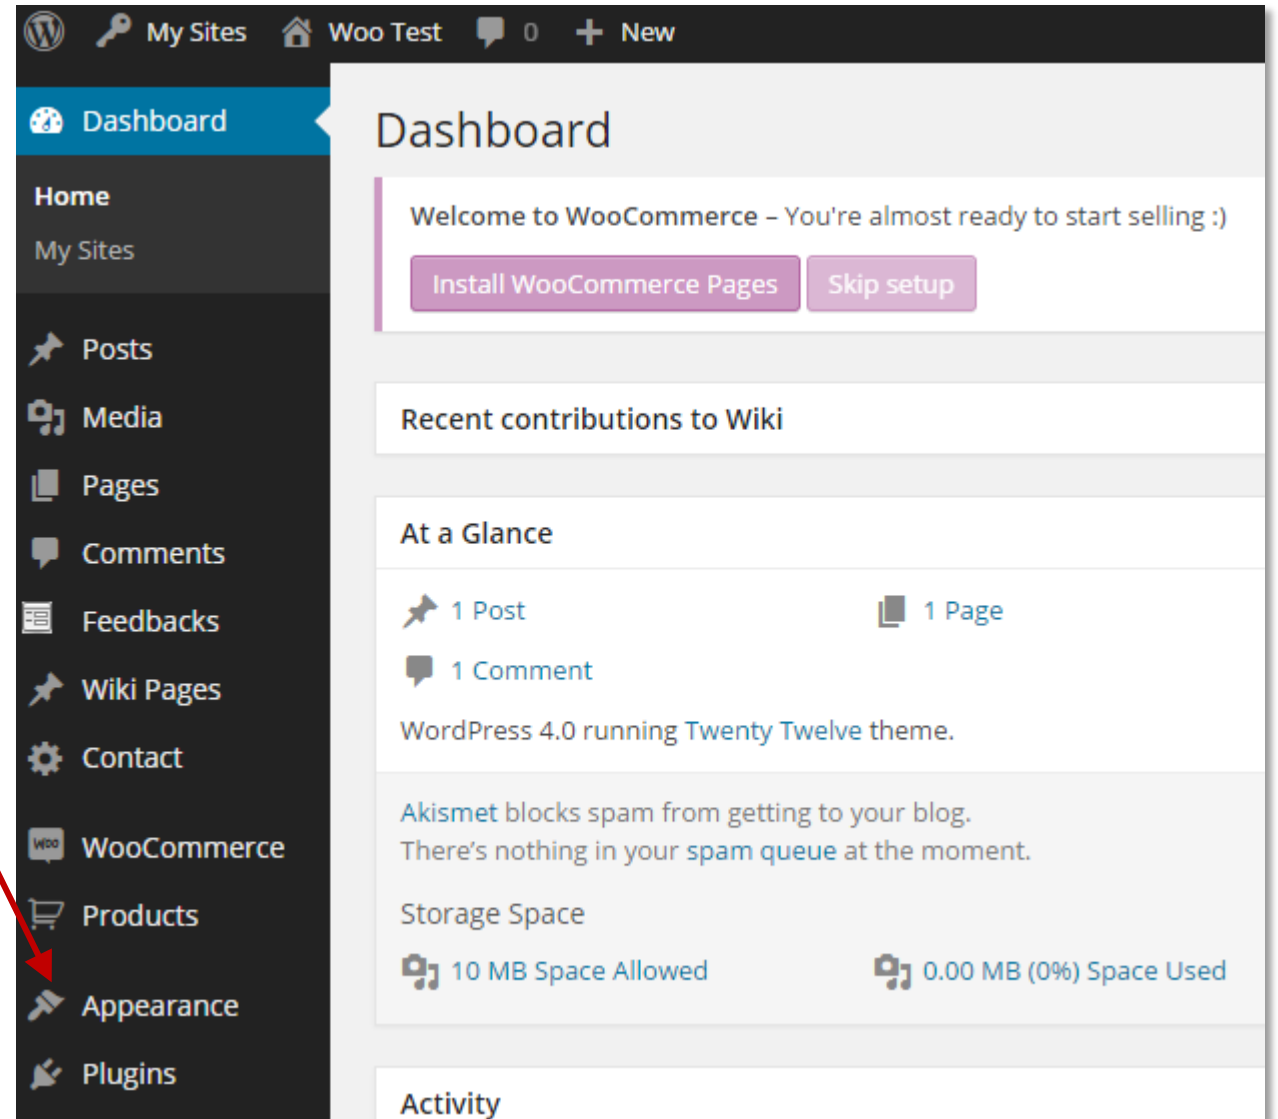 My Sites Woo Test 0 New
Dashboard
Home
My Sites
Posts
Media
Pages
Comments
Feedbacks
Wiki Pages
Contact
Woo WooCommerce
Products
Appearance
Plugins
Dashboard
Welcome to WooCommerce – You're almost ready to start selling :)
Install WooCommerce Pages Skip setup
Recent contributions to Wiki
At a Glance
1 Post 1 Page
1 Comment
WordPress 4.0 running Twenty Twelve theme.
Akismet blocks spam from getting to your blog.
There’s nothing in your spam queue at the moment.
Storage Space
10 MB Space Allowed 0.00 MB (0%) Space Used
Activity